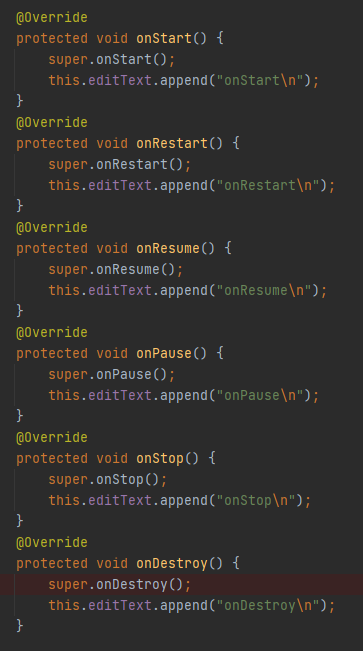 @Override
protected void onStart() {
    super.onStart();
    this.editText.append("onStart\n");
}
@Override
protected void onRestart() {
    super.onRestart();
    this.editText.append("onRestart\n");
}
@Override
protected void onResume() {
    super.onResume();
    this.editText.append("onResume\n");
}
@Override
protected void onPause() {
    super.onPause();
    this.editText.append("onPause\n");
}
@Override
protected void onStop() {
    super.onStop();
    this.editText.append("onStop\n");
}
@Override
protected void onDestroy() {
    super.onDestroy();
    this.editText.append("onDestroy\n");
}